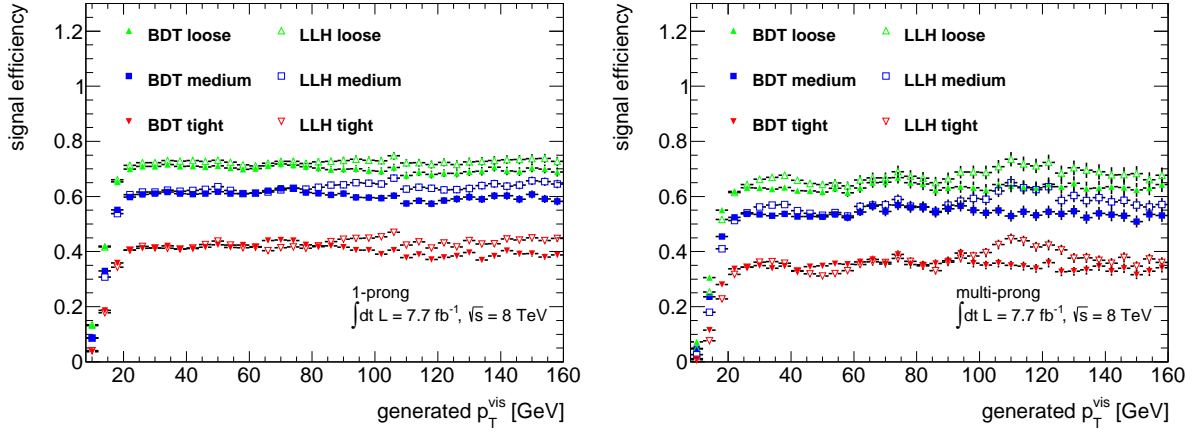 signal efficiency
1.2
1
0.8
0.6
0.4
0.2
0
BDT loose
LLH loose
BDT medium
LLH medium
BDT tight
LLH tight
1-prong
∫dt L = 7.7 fb⁻¹, √s = 8 TeV
20 40 60 80 100 120 140 160
generated p_T^vis [GeV]
signal efficiency
1.2
1
0.8
0.6
0.4
0.2
0
BDT loose
LLH loose
BDT medium
LLH medium
BDT tight
LLH tight
multi-prong
∫dt L = 7.7 fb⁻¹, √s = 8 TeV
20 40 60 80 100 120 140 160
generated p_T^vis [GeV]